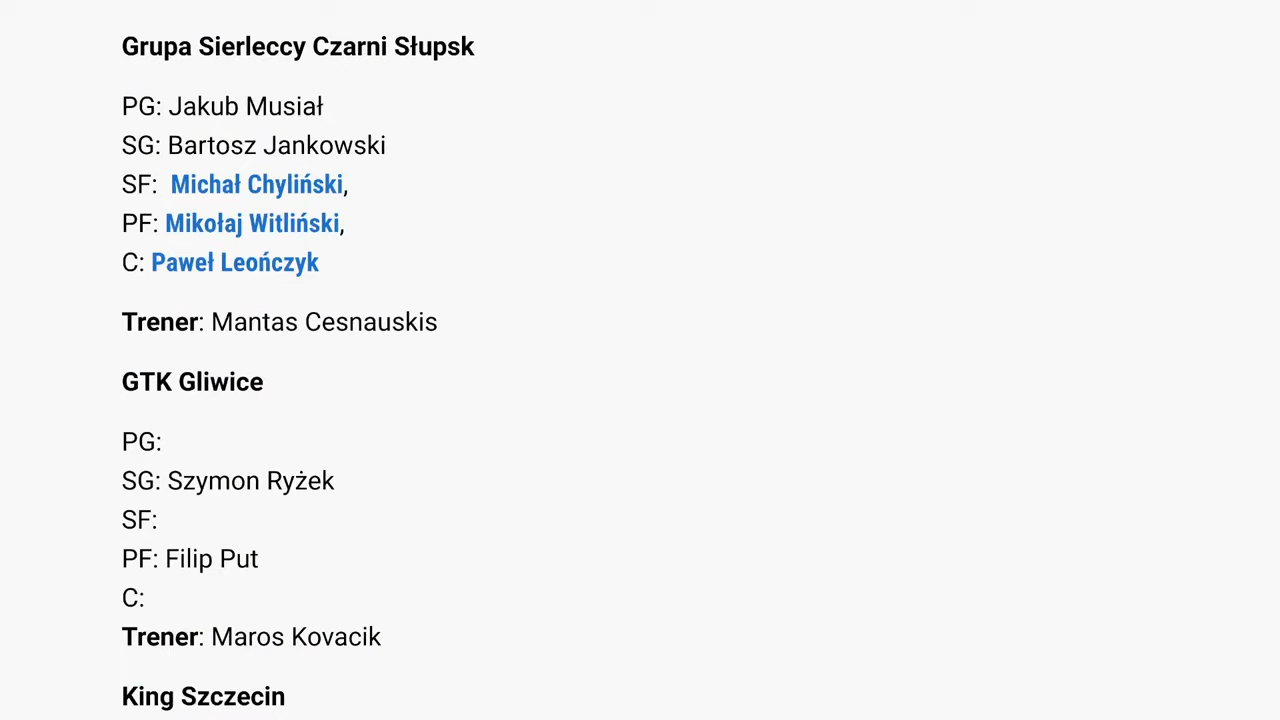 Grupa Sierleccy Czarni Słupsk
PG: Jakub Musiał
SG: Bartosz Jankowski
SF: Michał Chyliński,
PF: Mikołaj Witliński,
C: Paweł Leończyk
Trener: Mantas Cesnauskis
GTK Gliwice
PG:
SG: Szymon Ryżek
SF:
PF: Filip Put
C:
Trener: Maros Kovacik
King Szczecin